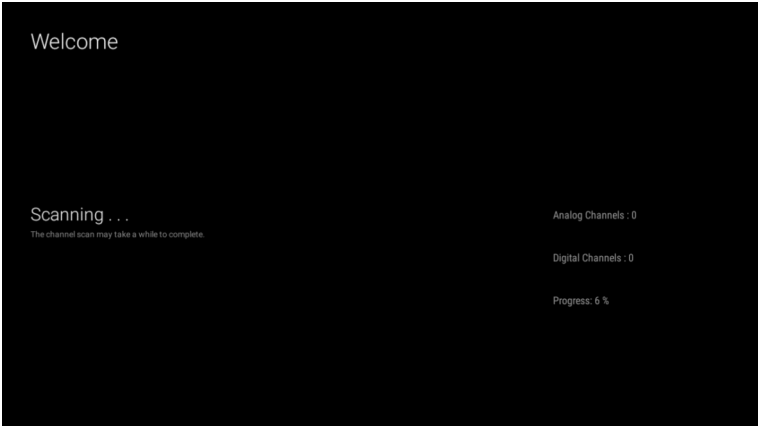 Welcome
Scanning . . .
The channel scan may take a while to complete.
Analog Channels : 0
Digital Channels : 0
Progress: 6 %